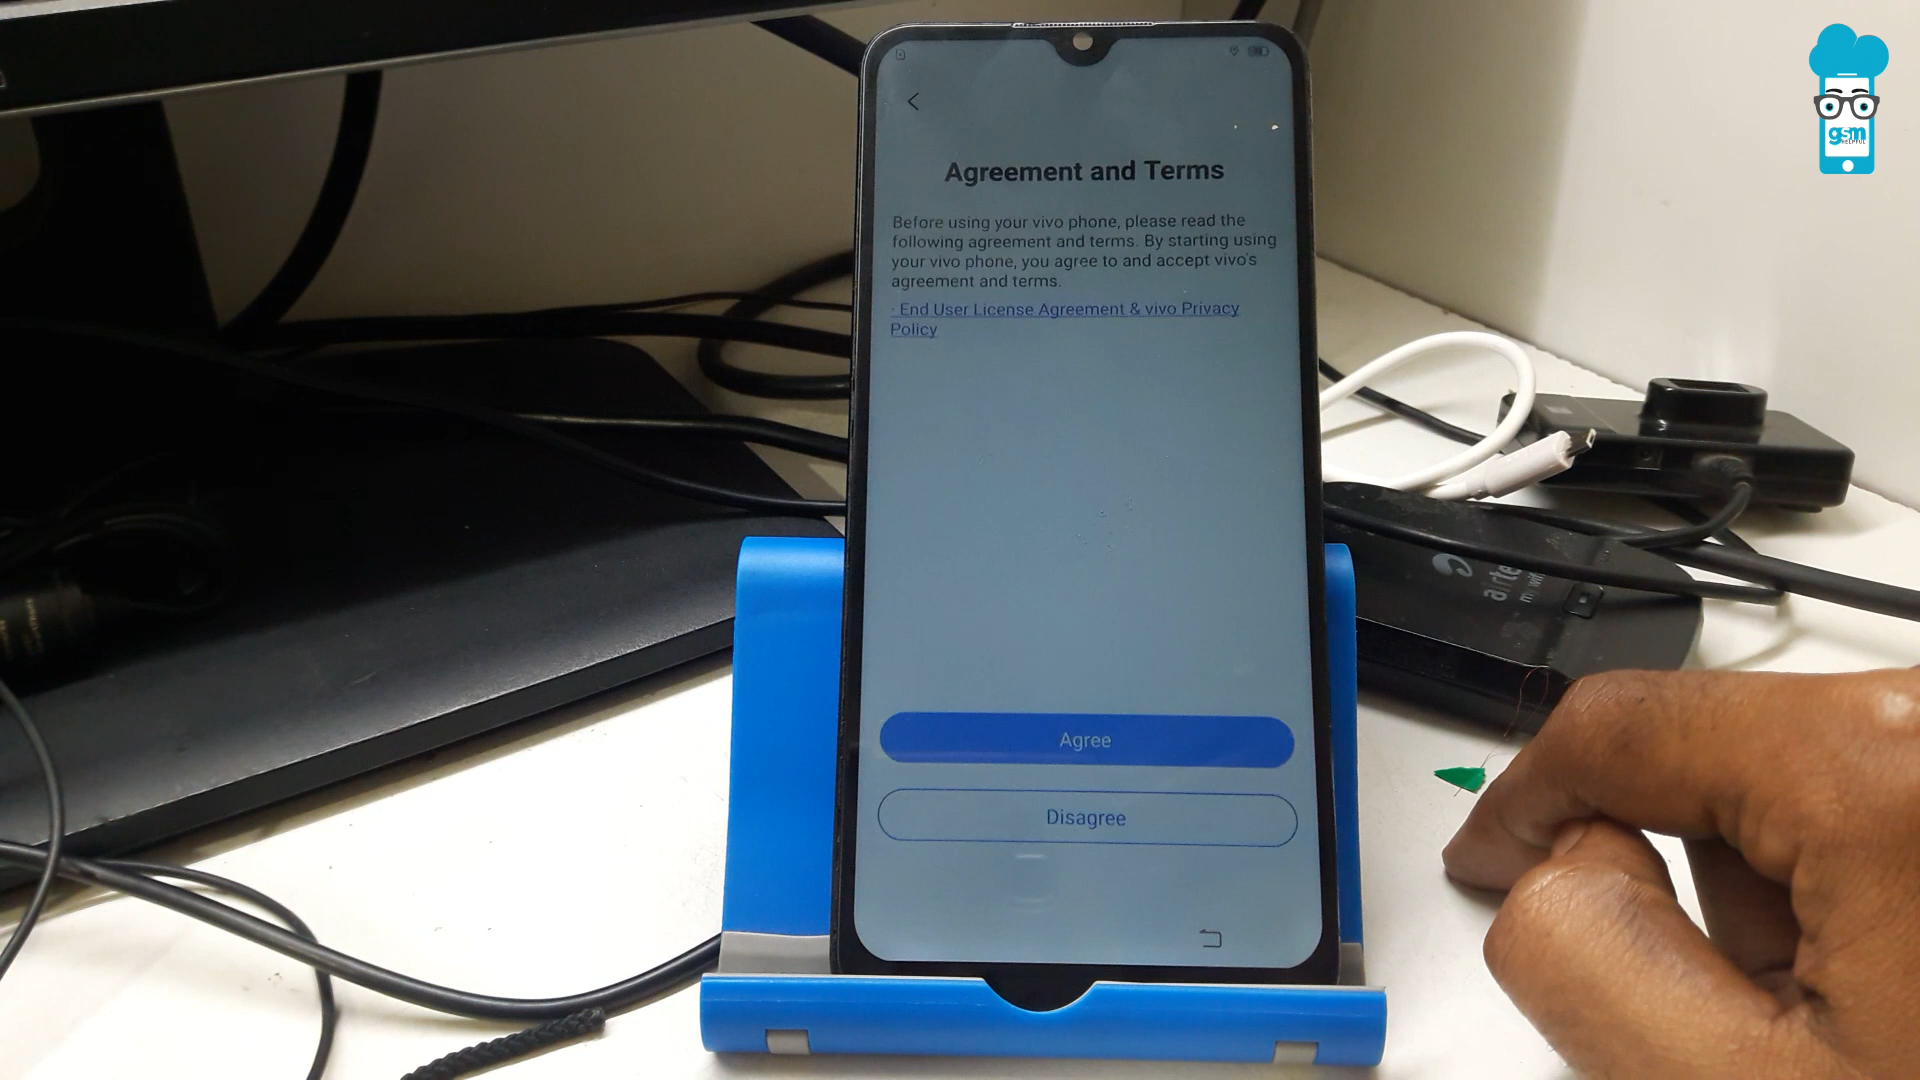 gsm
HELPFUL
Agreement and Terms
Before using your vivo phone, please read the
following agreement and terms. By starting using
your vivo phone, you agree to and accept vivo's
agreement and terms.
· End User License Agreement & vivo Privacy
Policy
Agree
Disagree